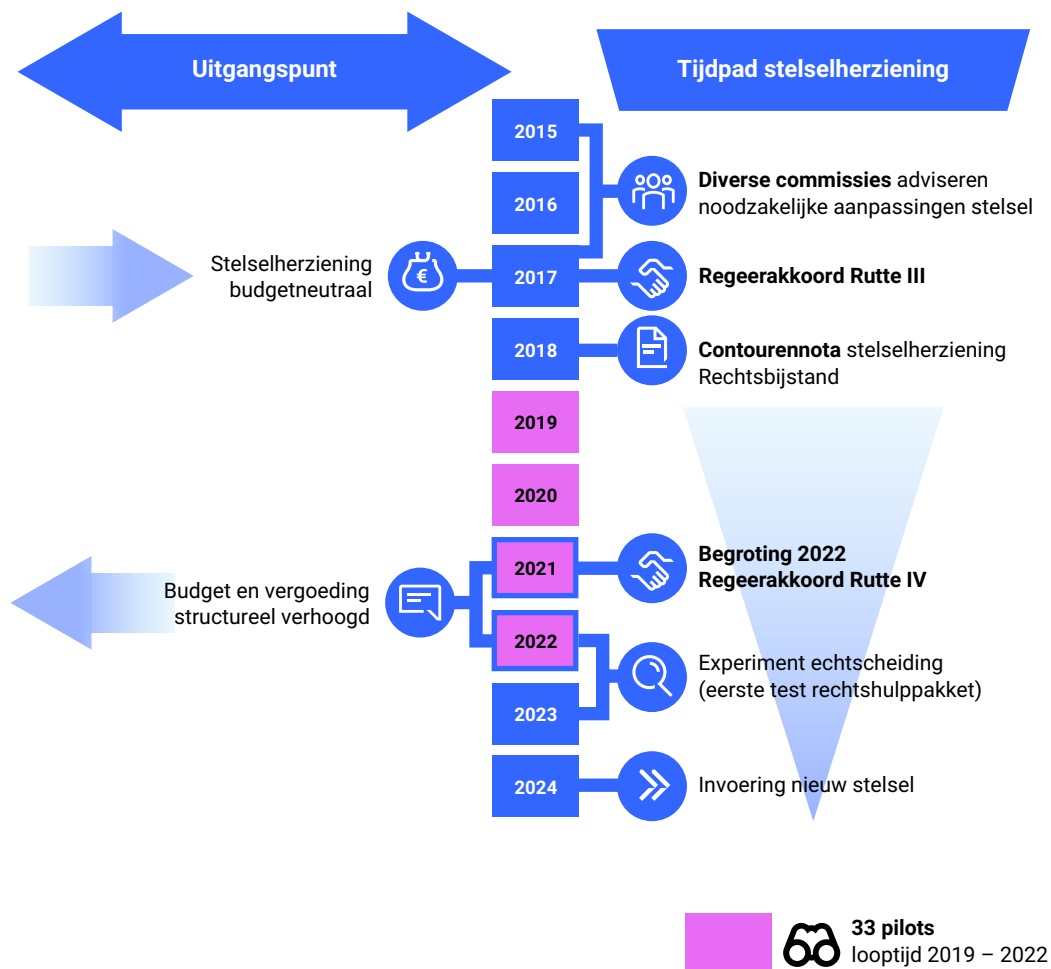 Uitgangspunt
Tijdpad stelselherziening
2015
Diverse commissies adviseren
noodzakelijke aanpassingen stelsel
2016
Stelselherziening
budgetneutraal
€
2017
Regeerakkoord Rutte III
2018
Contourennota stelselherziening
Rechtsbijstand
2019
2020
2021
Begroting 2022
Regeerakkoord Rutte IV
Budget en vergoeding
structureel verhoogd
2022
Experiment echtscheiding
(eerste test rechtshulppakket)
2023
2024
Invoering nieuw stelsel
33 pilots
looptijd 2019 – 2022